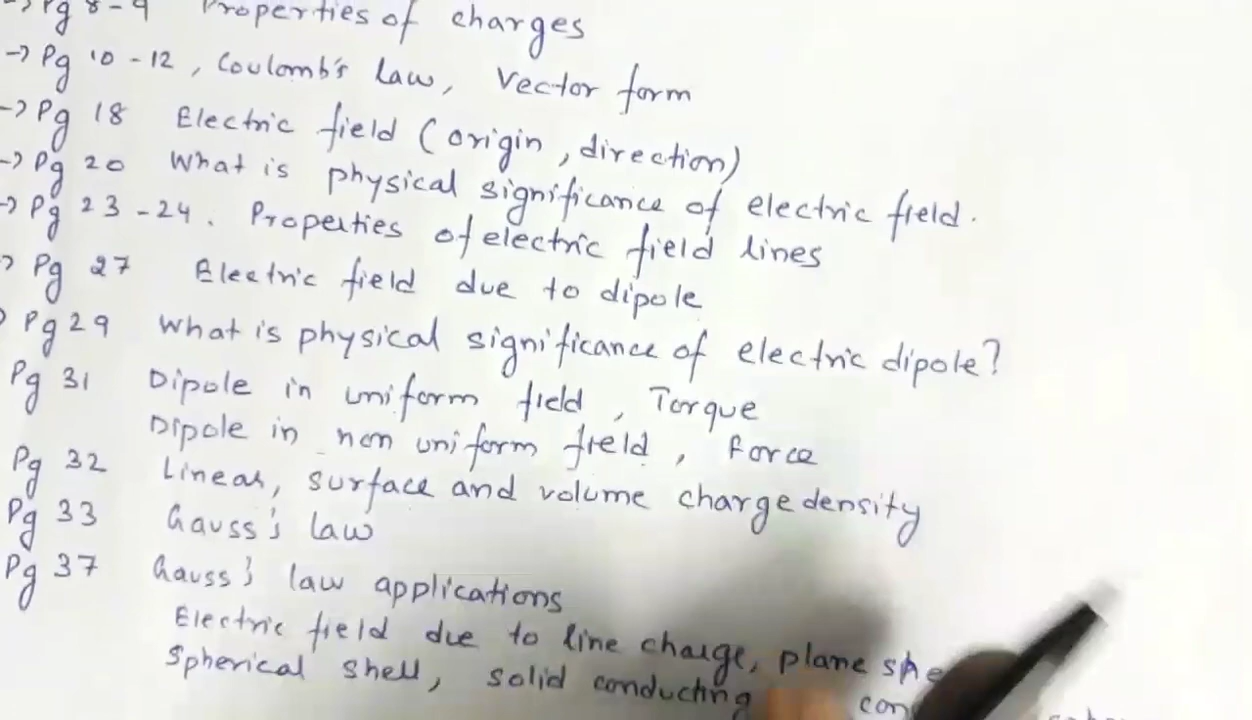 → Pg 8-9 Properties of charges
→ Pg 10-12, Coulomb's law, Vector form
→ Pg 18 Electric field (origin, direction)
→ Pg 20 What is physical significance of electric field.
→ Pg 23-24. Properties of electric field lines
→ Pg 27 Electric field due to dipole
→ Pg 29 What is physical significance of electric dipole?
Pg 31 Dipole in uniform field, Torque
Dipole in non uniform field, Force
Pg 32 Linear, surface and volume charge density
Pg 33 Gauss's law
Pg 37 Gauss's law applications
Electric field due to line charge, plane
Spherical shell, solid conducting